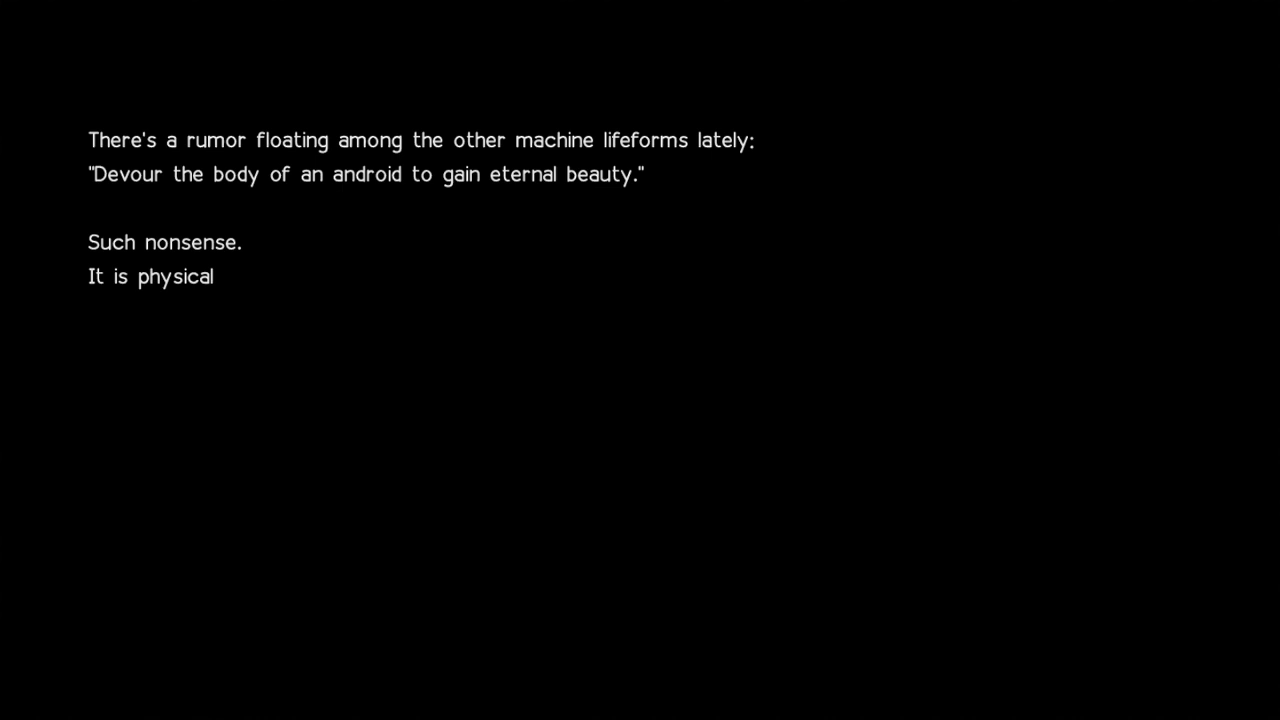 There's a rumor floating among the other machine lifeforms lately:
"Devour the body of an android to gain eternal beauty."
Such nonsense.
It is physical